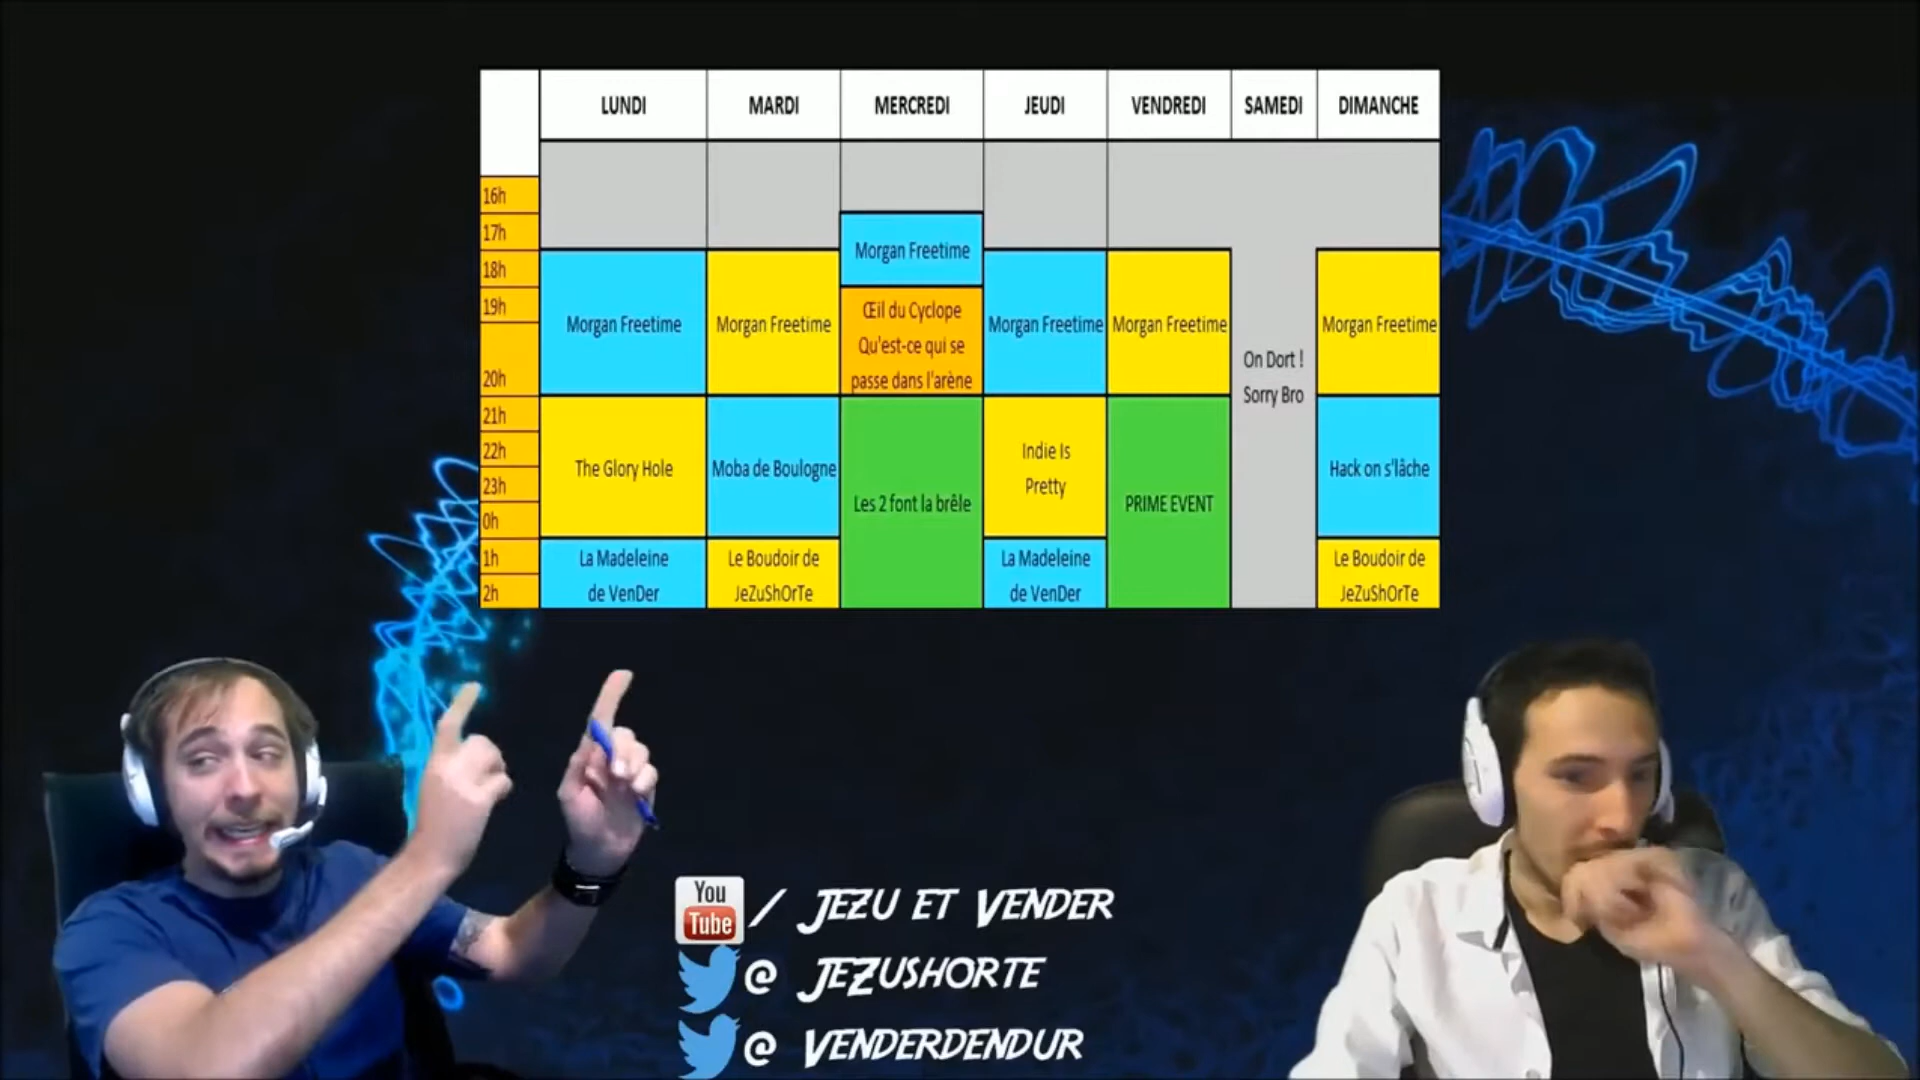 LUNDI MARDI MERCREDI JEUDI VENDREDI SAMEDI DIMANCHE
16h
17h
Morgan Freetime
18h
19h
Œil du Cyclope
Morgan Freetime Morgan Freetime Qu'est-ce qui se Morgan Freetime Morgan Freetime Morgan Freetime
On Dort !
20h passe dans l'arène
Sorry Bro
21h
22h Indie Is
The Glory Hole Moba de Boulogne Hack on s'lâche
23h Pretty
Les 2 font la brêle PRIME EVENT
0h
1h La Madeleine Le Boudoir de La Madeleine Le Boudoir de
2h de VenDer JeZuShOrTe de VenDer JeZuShOrTe
You
Tube / Jezu et Vender
@ JeZushorte
@ Venderdendur